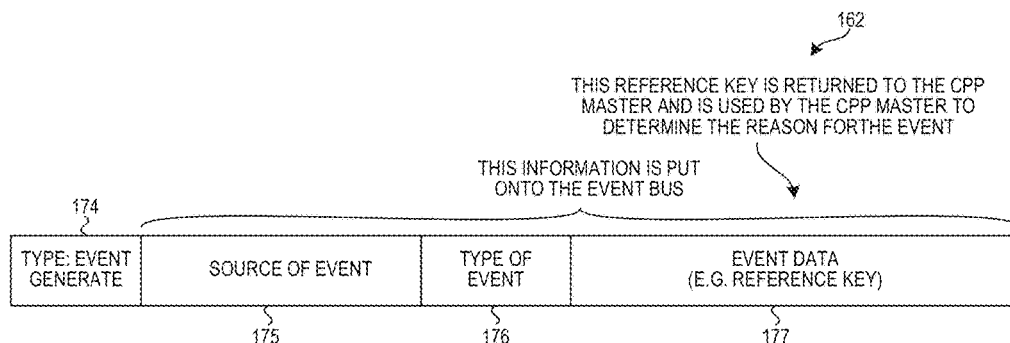 162
THIS REFERENCE KEY IS RETURNED TO THE CPP
MASTER AND IS USED BY THE CPP MASTER TO
DETERMINE THE REASON FORTHE EVENT
THIS INFORMATION IS PUT
ONTO THE EVENT BUS
174
TYPE: EVENT
GENERATE
SOURCE OF EVENT
TYPE OF
EVENT
EVENT DATA
(E.G. REFERENCE KEY)
175
176
177